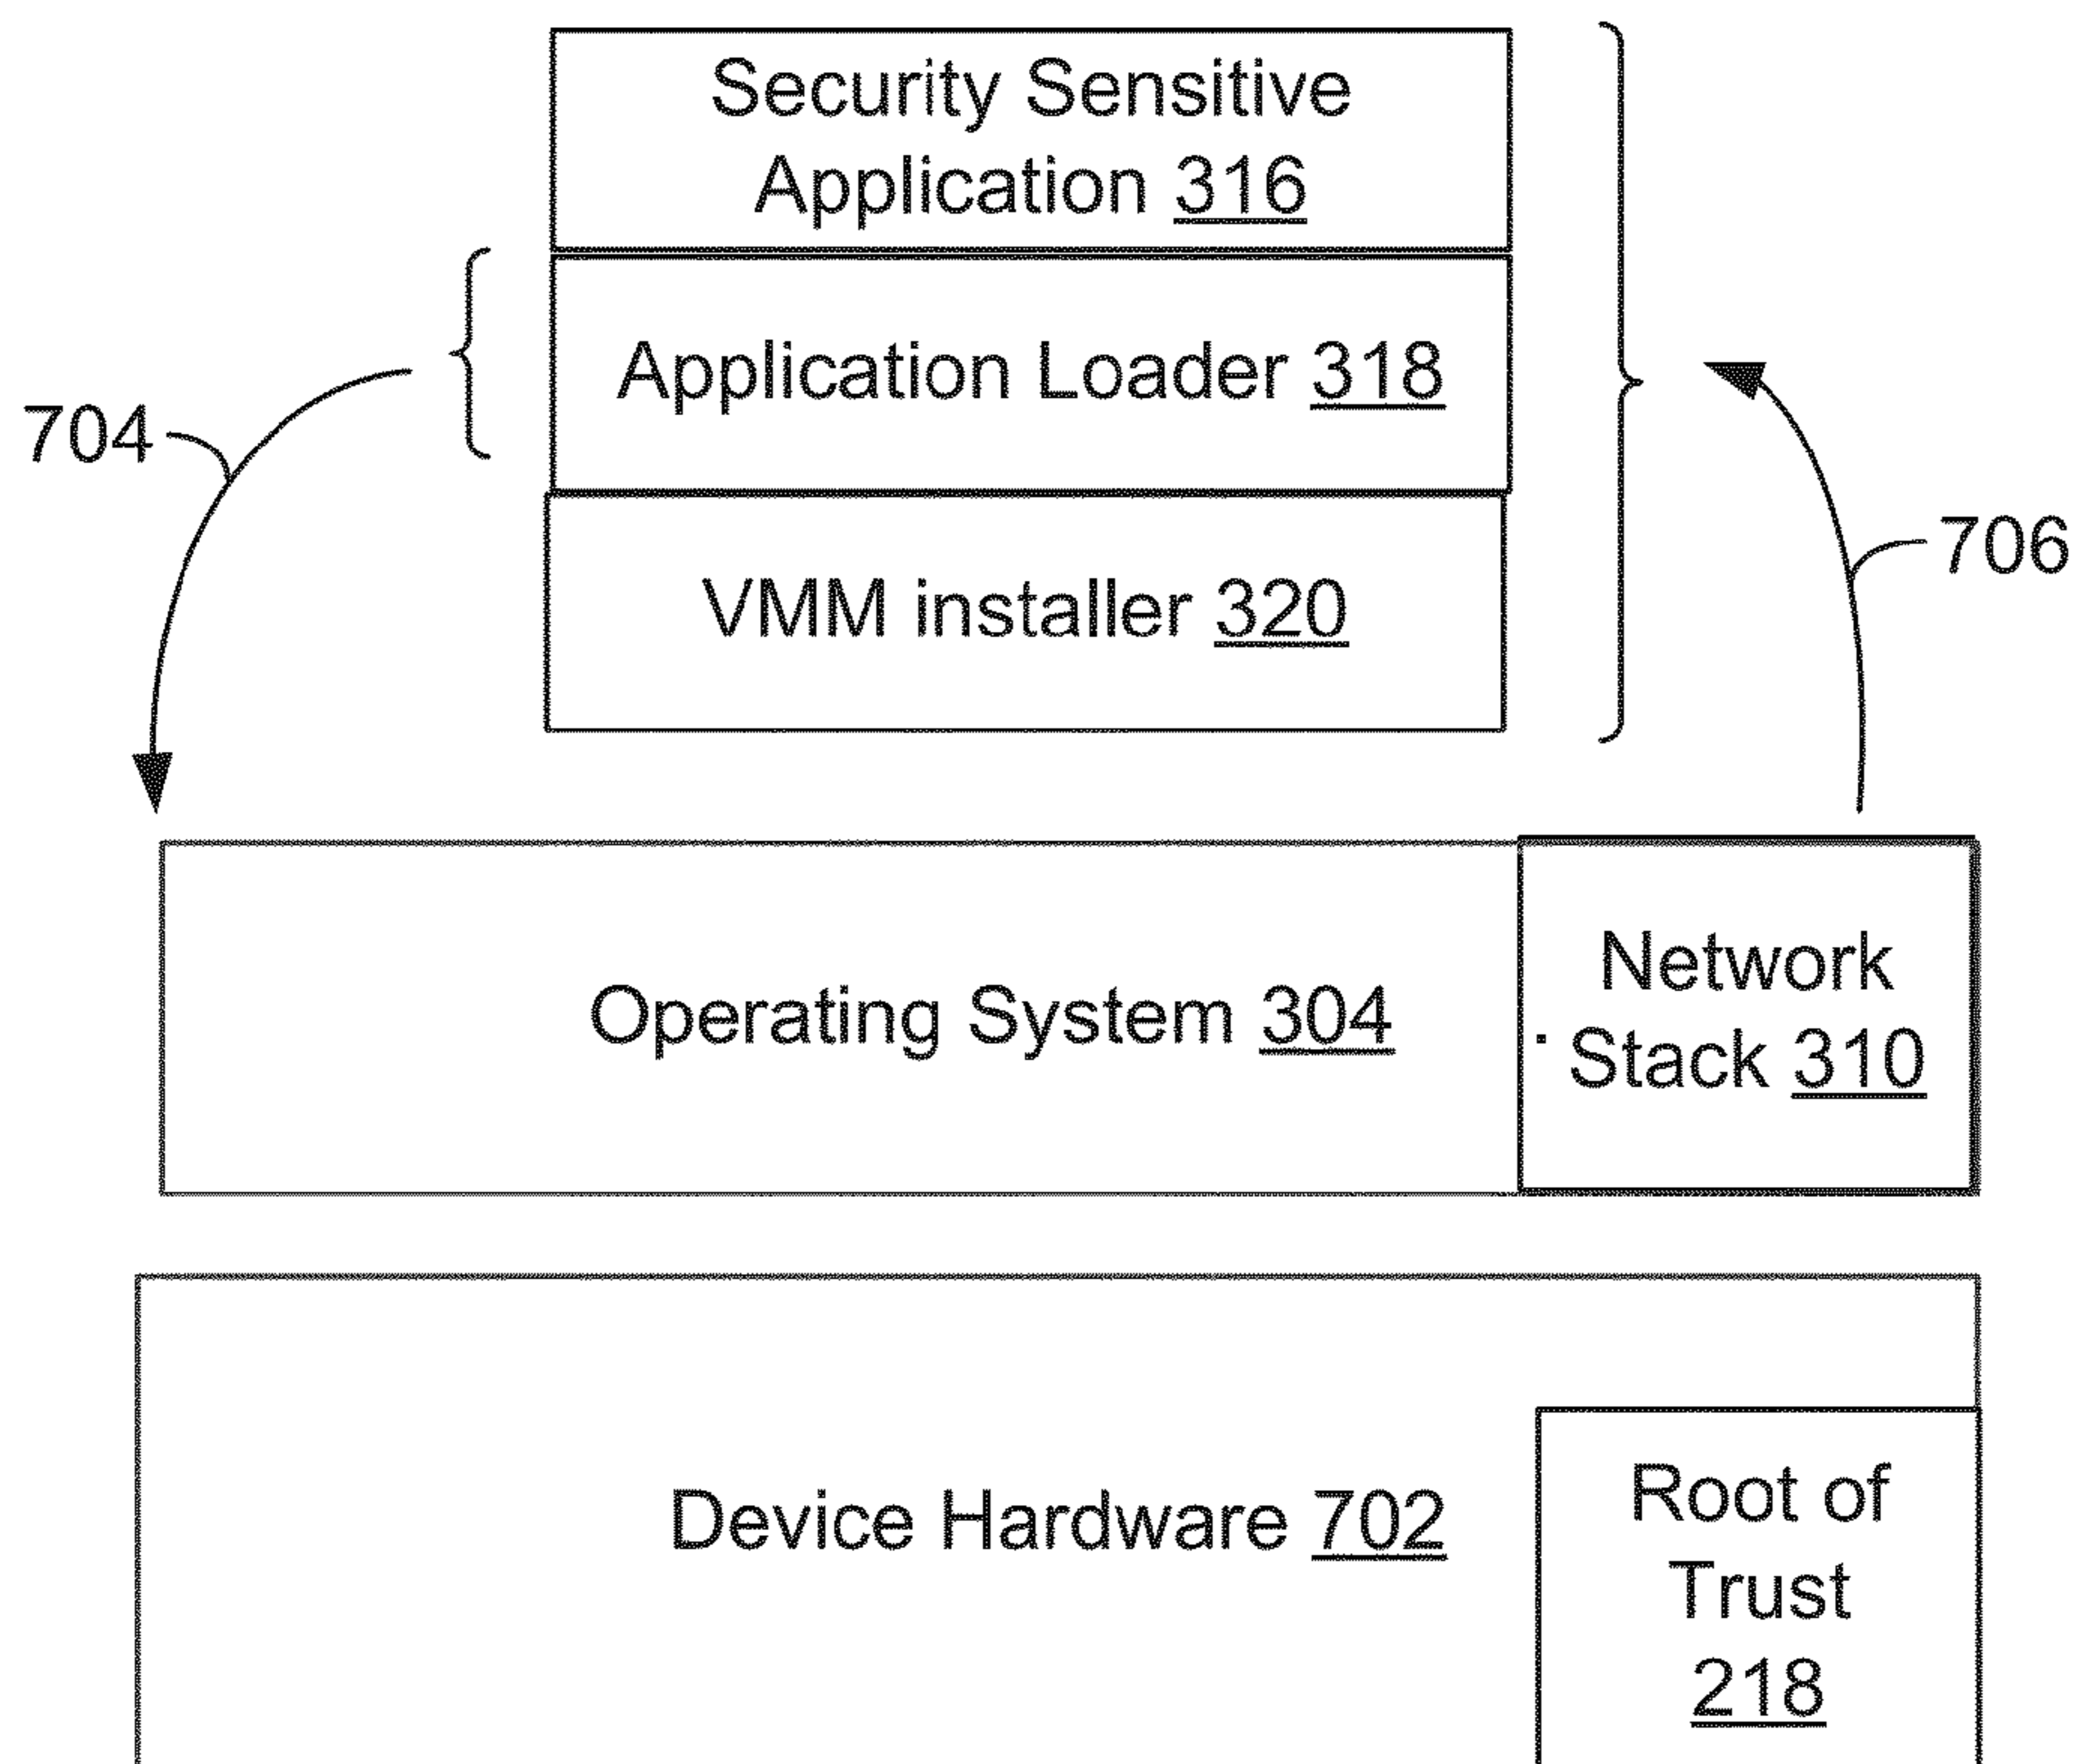 Security Sensitive
Application 316
Application Loader 318
704
VMM installer 320
706
Operating System 304
Network
Stack 310
Device Hardware 702
Root of
Trust
218